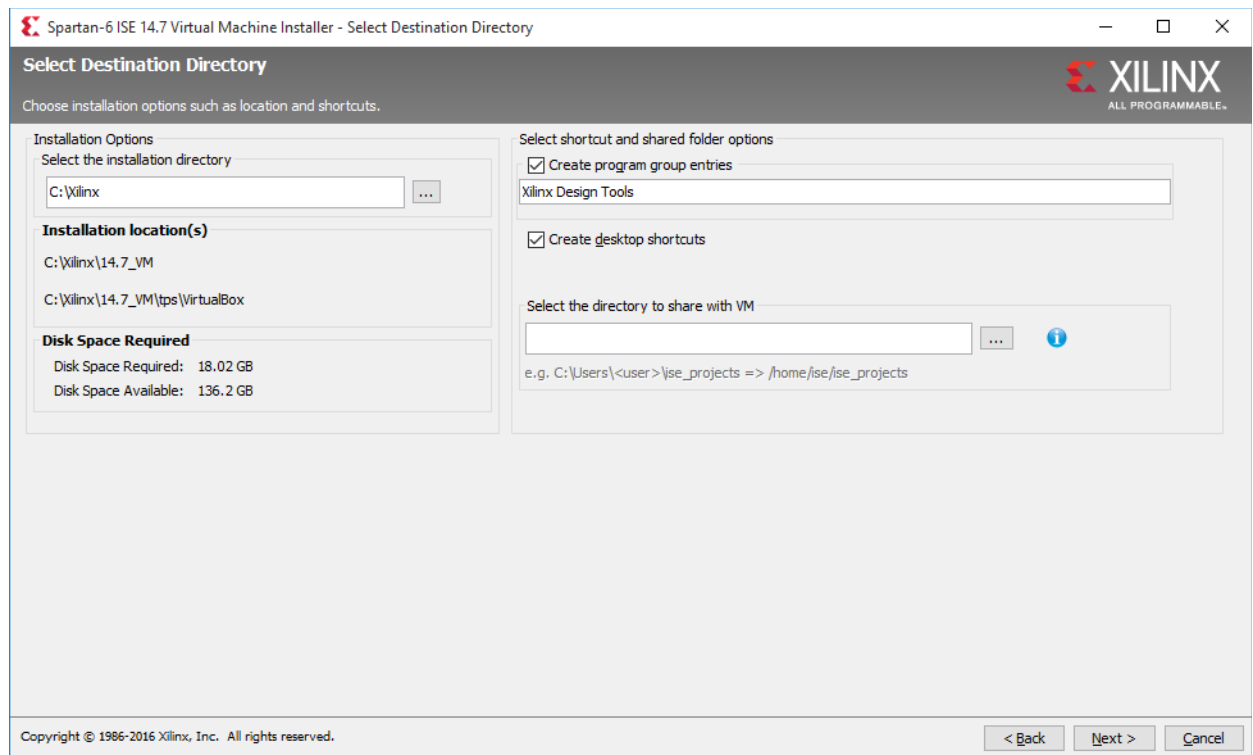 Spartan-6 ISE 14.7 Virtual Machine Installer - Select Destination Directory
Select Destination Directory
Choose installation options such as location and shortcuts.
XILINX
ALL PROGRAMMABLE™
Installation Options
Select the installation directory
C:\Xilinx
...
Installation location(s)
C:\Xilinx\14.7_VM
C:\Xilinx\14.7_VM\tps\VirtualBox
Disk Space Required
Disk Space Required: 18.02 GB
Disk Space Available: 136.2 GB
Select shortcut and shared folder options
Create program group entries
Xilinx Design Tools
Create desktop shortcuts
Select the directory to share with VM
...
e.g. C:\Users\<user>\ise_projects => /home/ise/ise_projects
Copyright © 1986-2016 Xilinx, Inc. All rights reserved.
< Back
Next >
Cancel